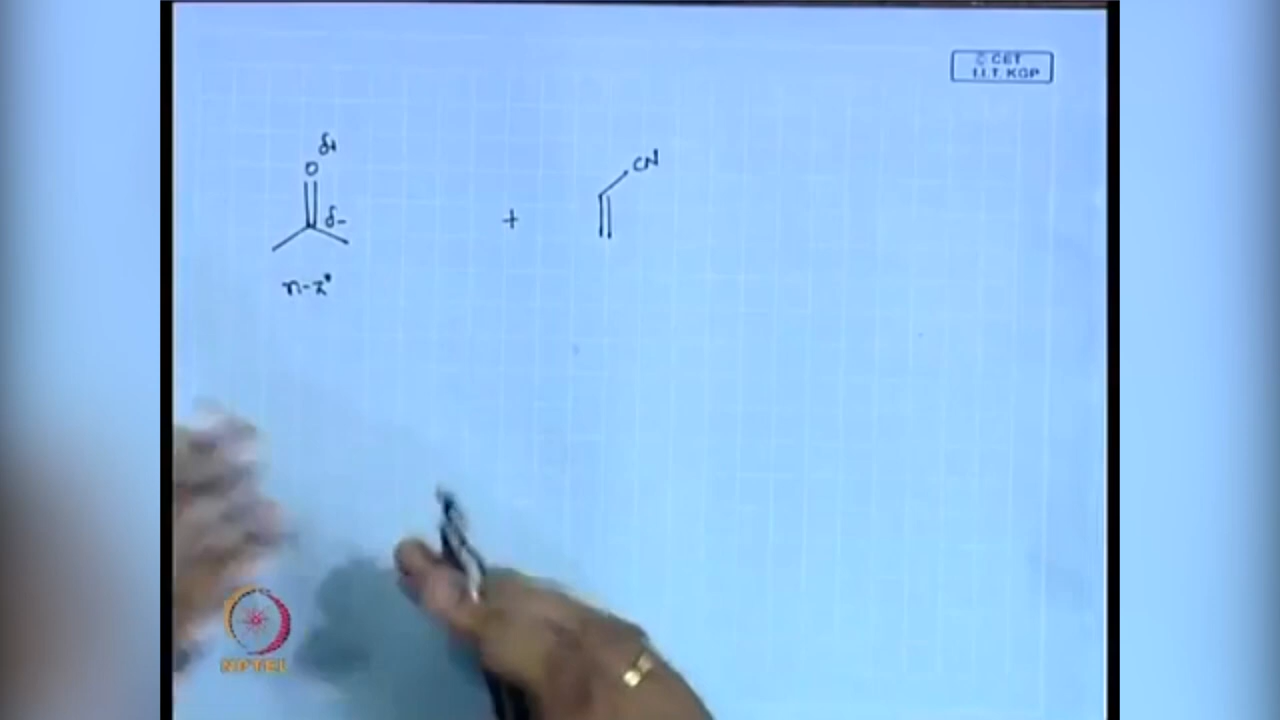 © CET
I.I.T. KGP
δ+
O
CN
δ-
+
n-π*
NPTEL